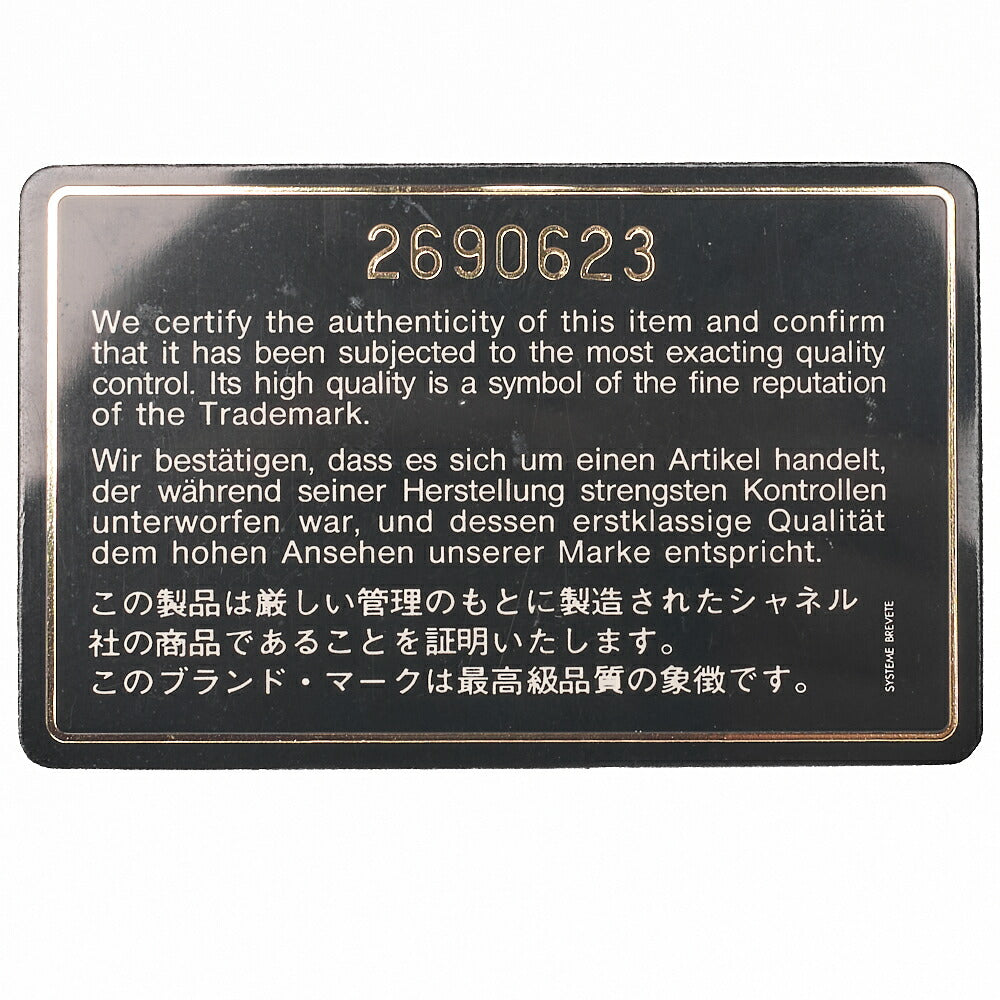 2690623
We certify the authenticity of this item and confirm
that it has been subjected to the most exacting quality
control. Its high quality is a symbol of the fine reputation
of the Trademark.
Wir bestätigen, dass es sich um einen Artikel handelt,
der während seiner Herstellung strengsten Kontrollen
unterworfen war, und dessen erstklassige Qualität
dem hohen Ansehen unserer Marke entspricht.
この製品は厳しい管理のもとに製造されたシャネル
社の商品であることを証明いたします。
このブランド・マークは最高級品質の象徴です。
SYSTEME BREVETE